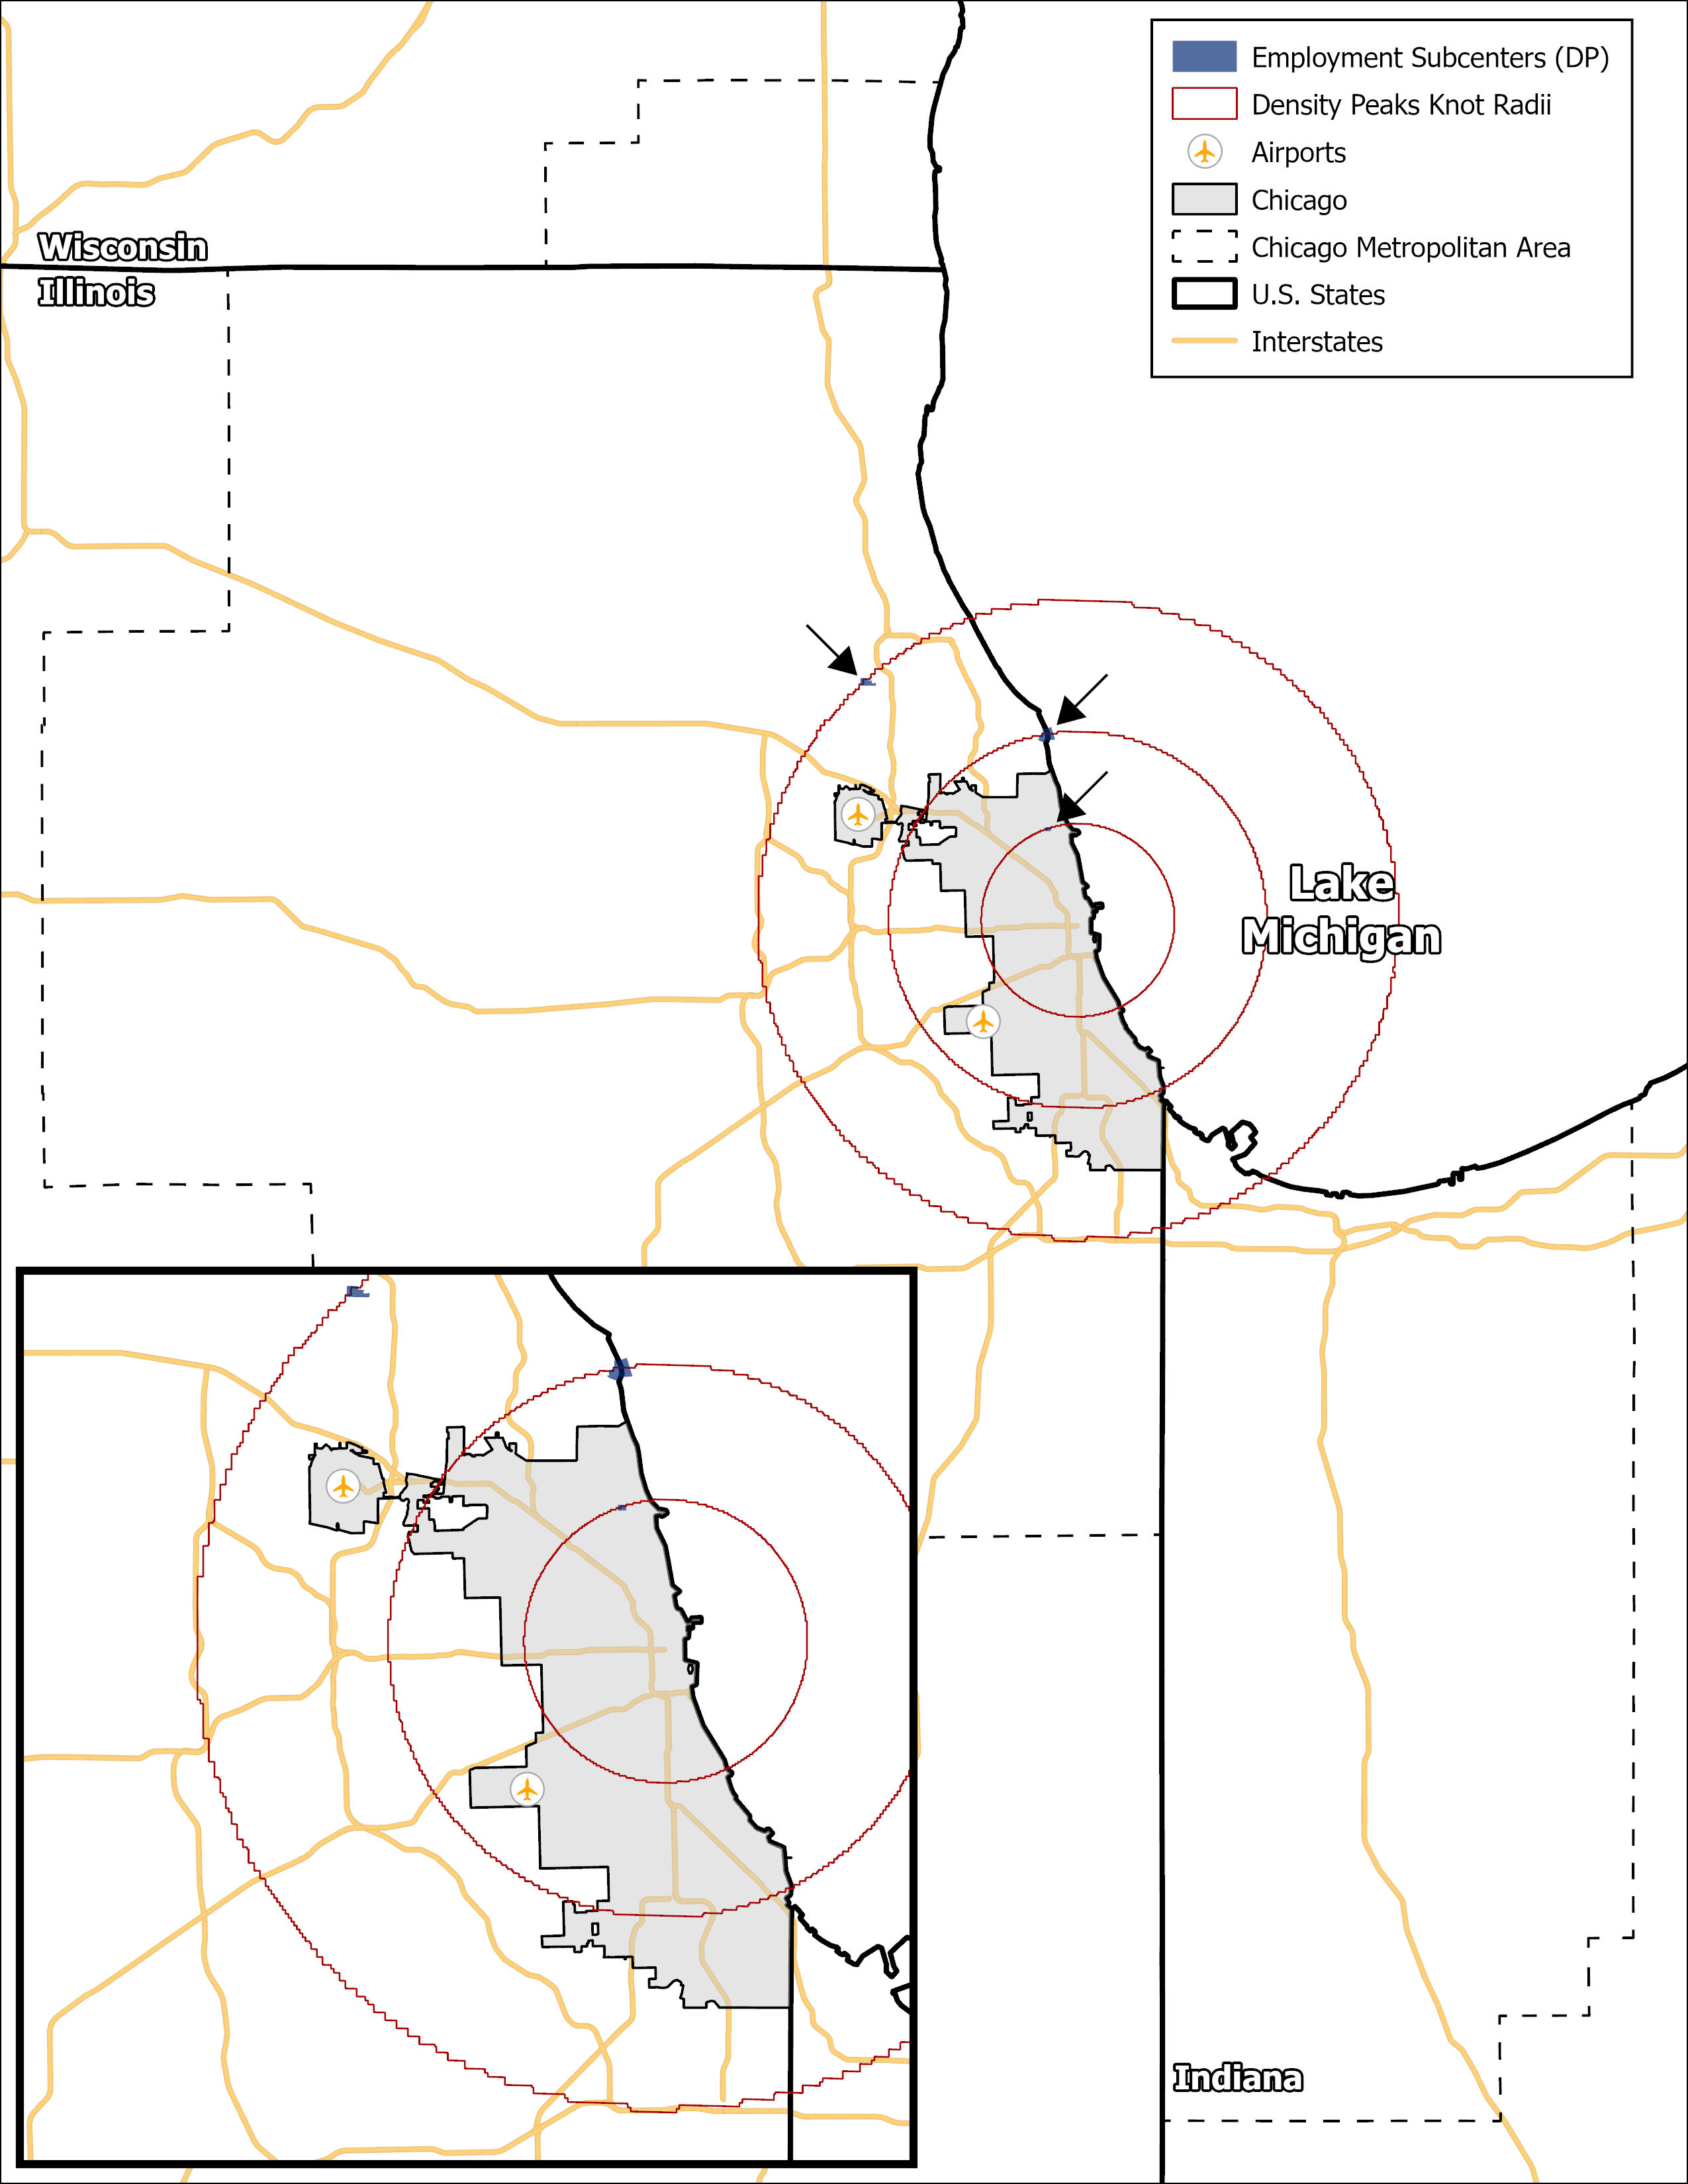 Employment Subcenters (DP)
Density Peaks Knot Radii
Airports
Chicago
Chicago Metropolitan Area
U.S. States
Interstates
Wisconsin
Illinois
Lake
Michigan
Indiana